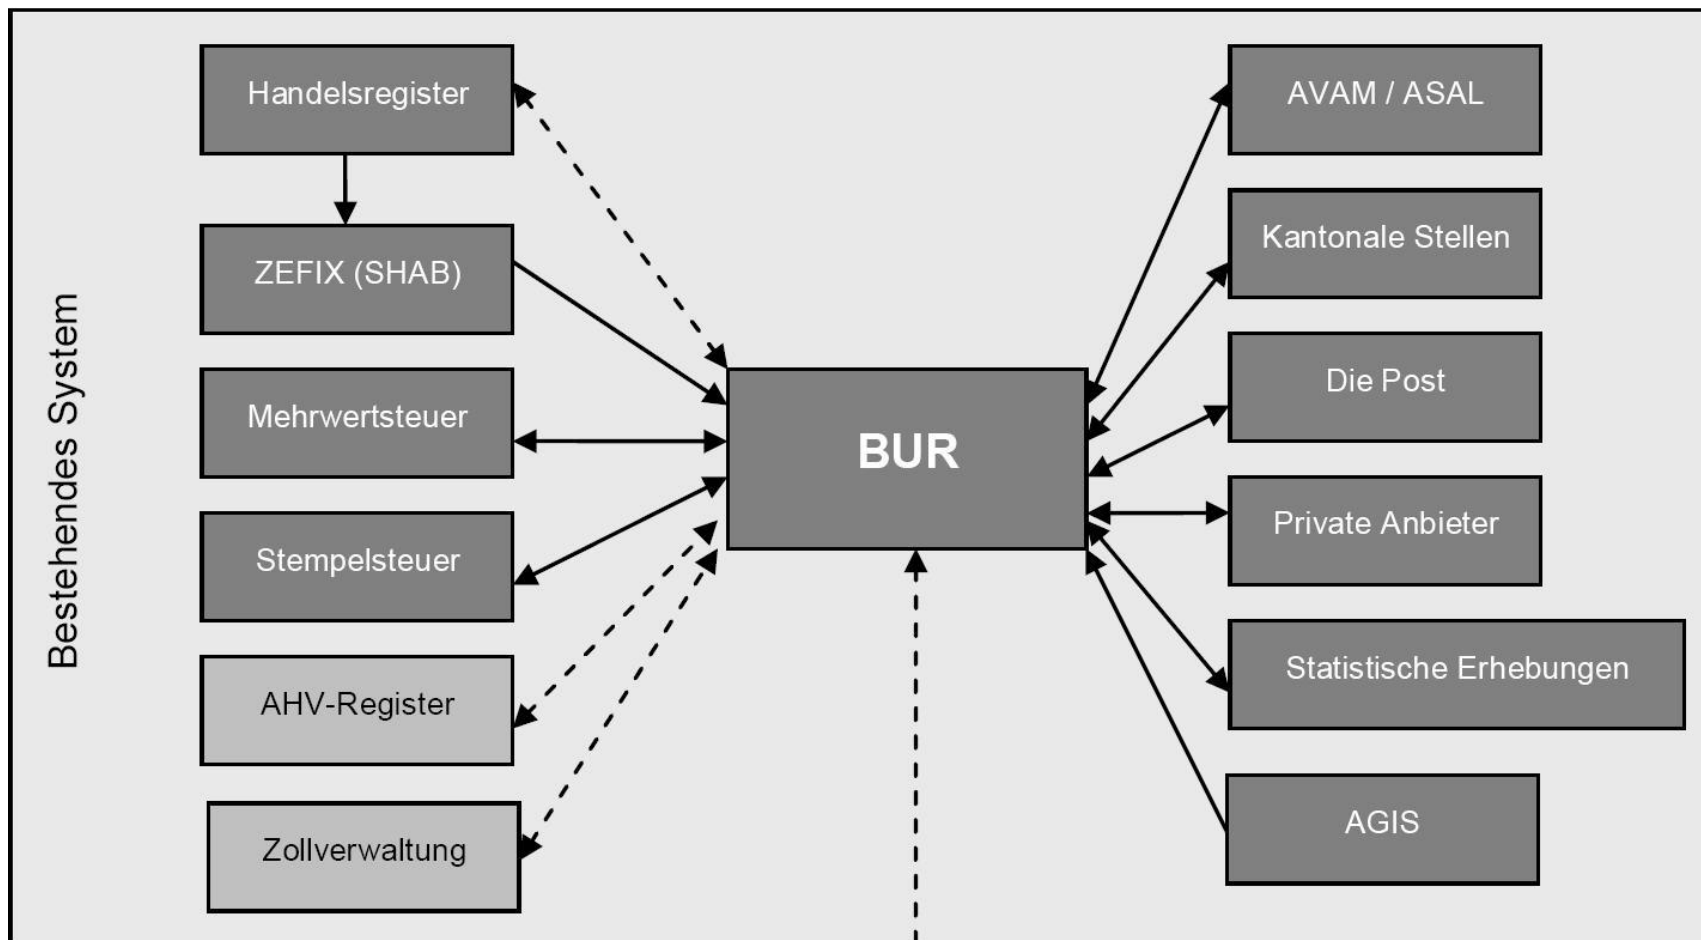 Bestehendes System
Handelsregister
ZEFIX (SHAB)
Mehrwertsteuer
Stempelsteuer
AHV-Register
Zollverwaltung
BUR
AVAM / ASAL
Kantonale Stellen
Die Post
Private Anbieter
Statistische Erhebungen
AGIS